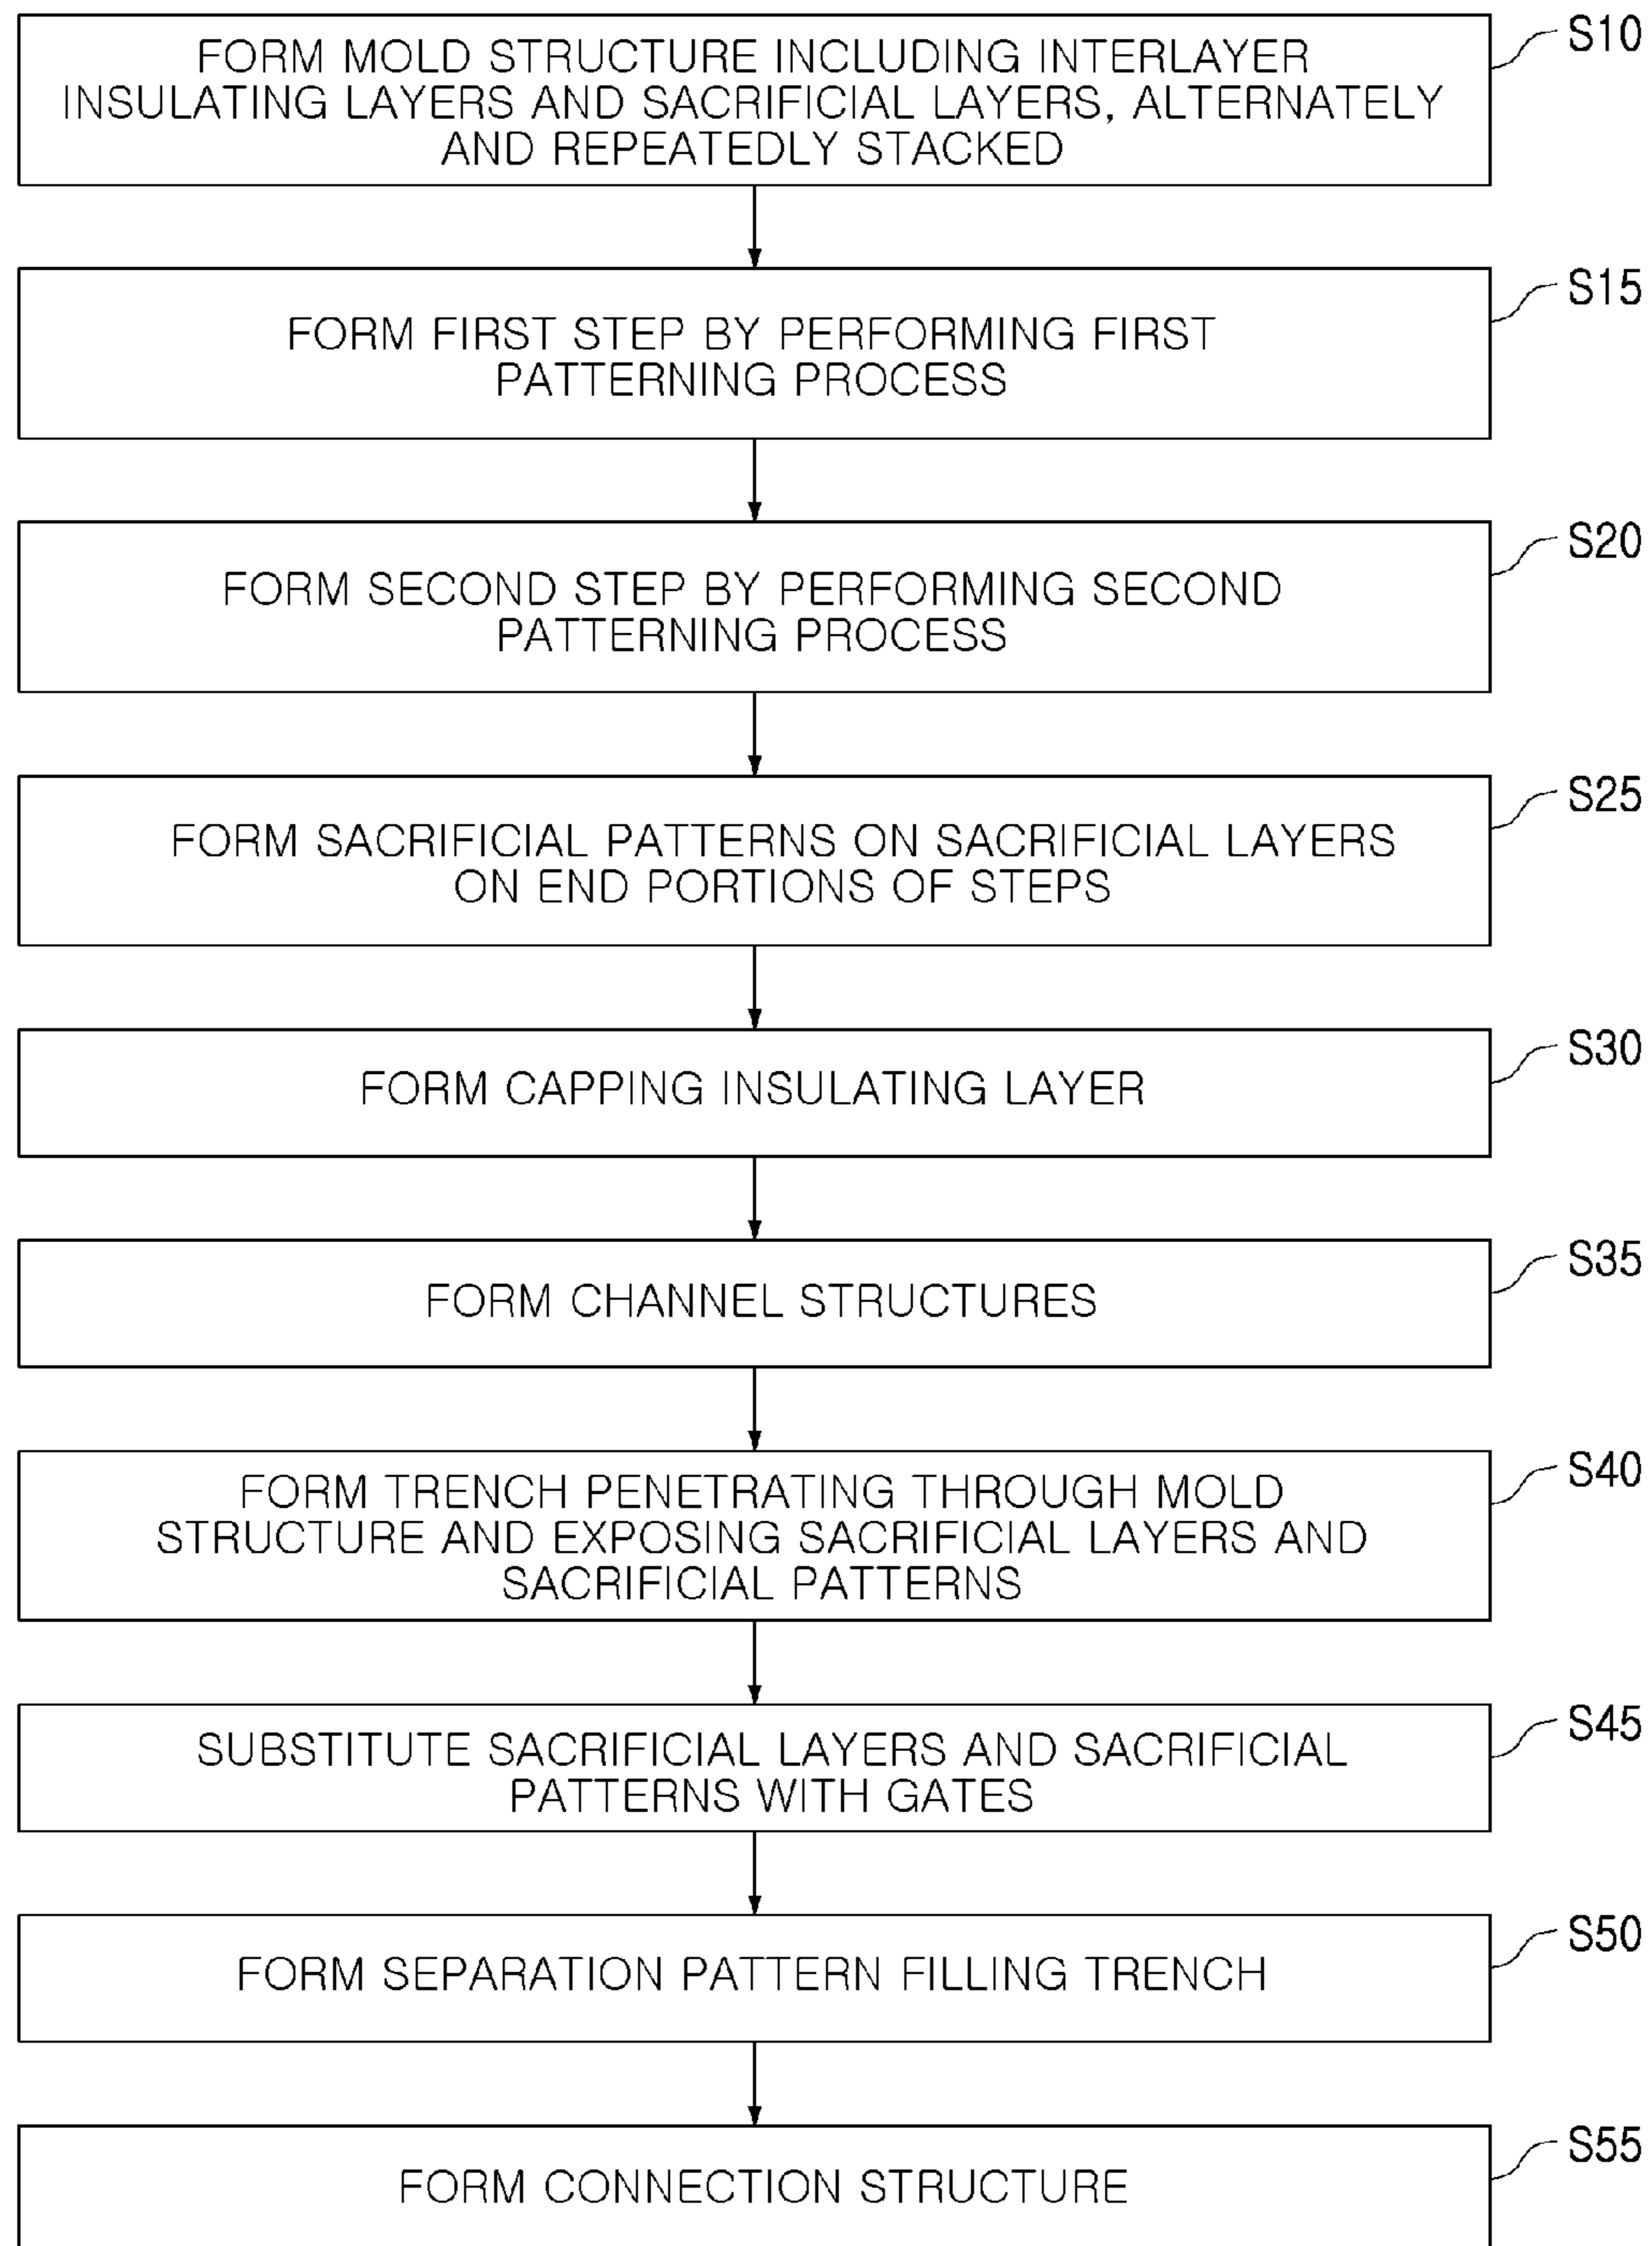 FORM MOLD STRUCTURE INCLUDING INTERLAYER
INSULATING LAYERS AND SACRIFICIAL LAYERS, ALTERNATELY
AND REPEATEDLY STACKED
S10
FORM FIRST STEP BY PERFORMING FIRST
PATTERNING PROCESS
S15
FORM SECOND STEP BY PERFORMING SECOND
PATTERNING PROCESS
S20
FORM SACRIFICIAL PATTERNS ON SACRIFICIAL LAYERS
ON END PORTIONS OF STEPS
S25
FORM CAPPING INSULATING LAYER
S30
FORM CHANNEL STRUCTURES
S35
FORM TRENCH PENETRATING THROUGH MOLD
STRUCTURE AND EXPOSING SACRIFICIAL LAYERS AND
SACRIFICIAL PATTERNS
S40
SUBSTITUTE SACRIFICIAL LAYERS AND SACRIFICIAL
PATTERNS WITH GATES
S45
FORM SEPARATION PATTERN FILLING TRENCH
S50
FORM CONNECTION STRUCTURE
S55